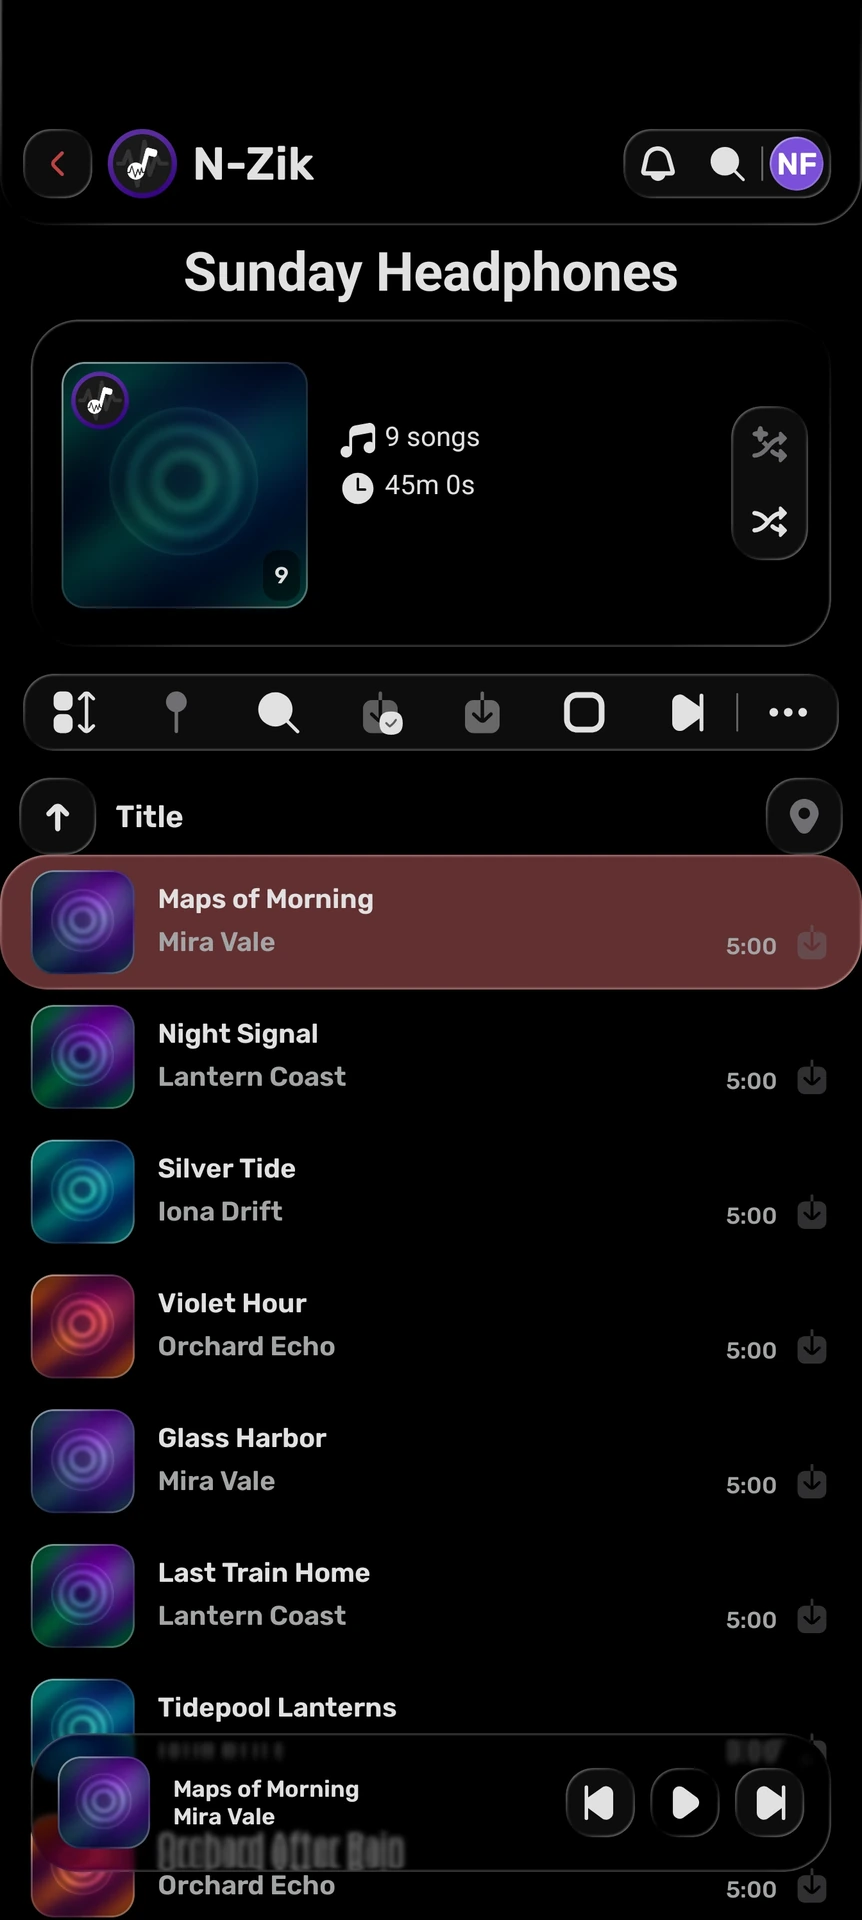 N-Zik
NF
Sunday Headphones
9 songs
45m 0s
9
Title
Maps of Morning
Mira Vale
5:00
Night Signal
Lantern Coast
5:00
Silver Tide
Iona Drift
5:00
Violet Hour
Orchard Echo
5:00
Glass Harbor
Mira Vale
5:00
Last Train Home
Lantern Coast
5:00
Tidepool Lanterns
Maps of Morning
Mira Vale
Orchard After Rain
Orchard Echo
5:00